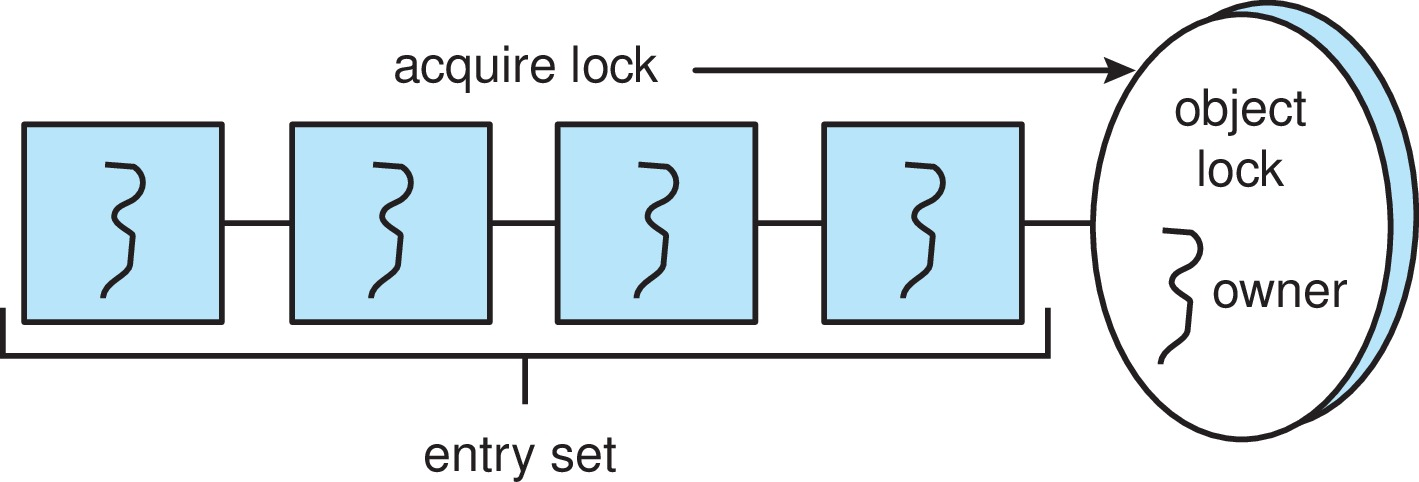 acquire lock
object
lock
owner
entry set